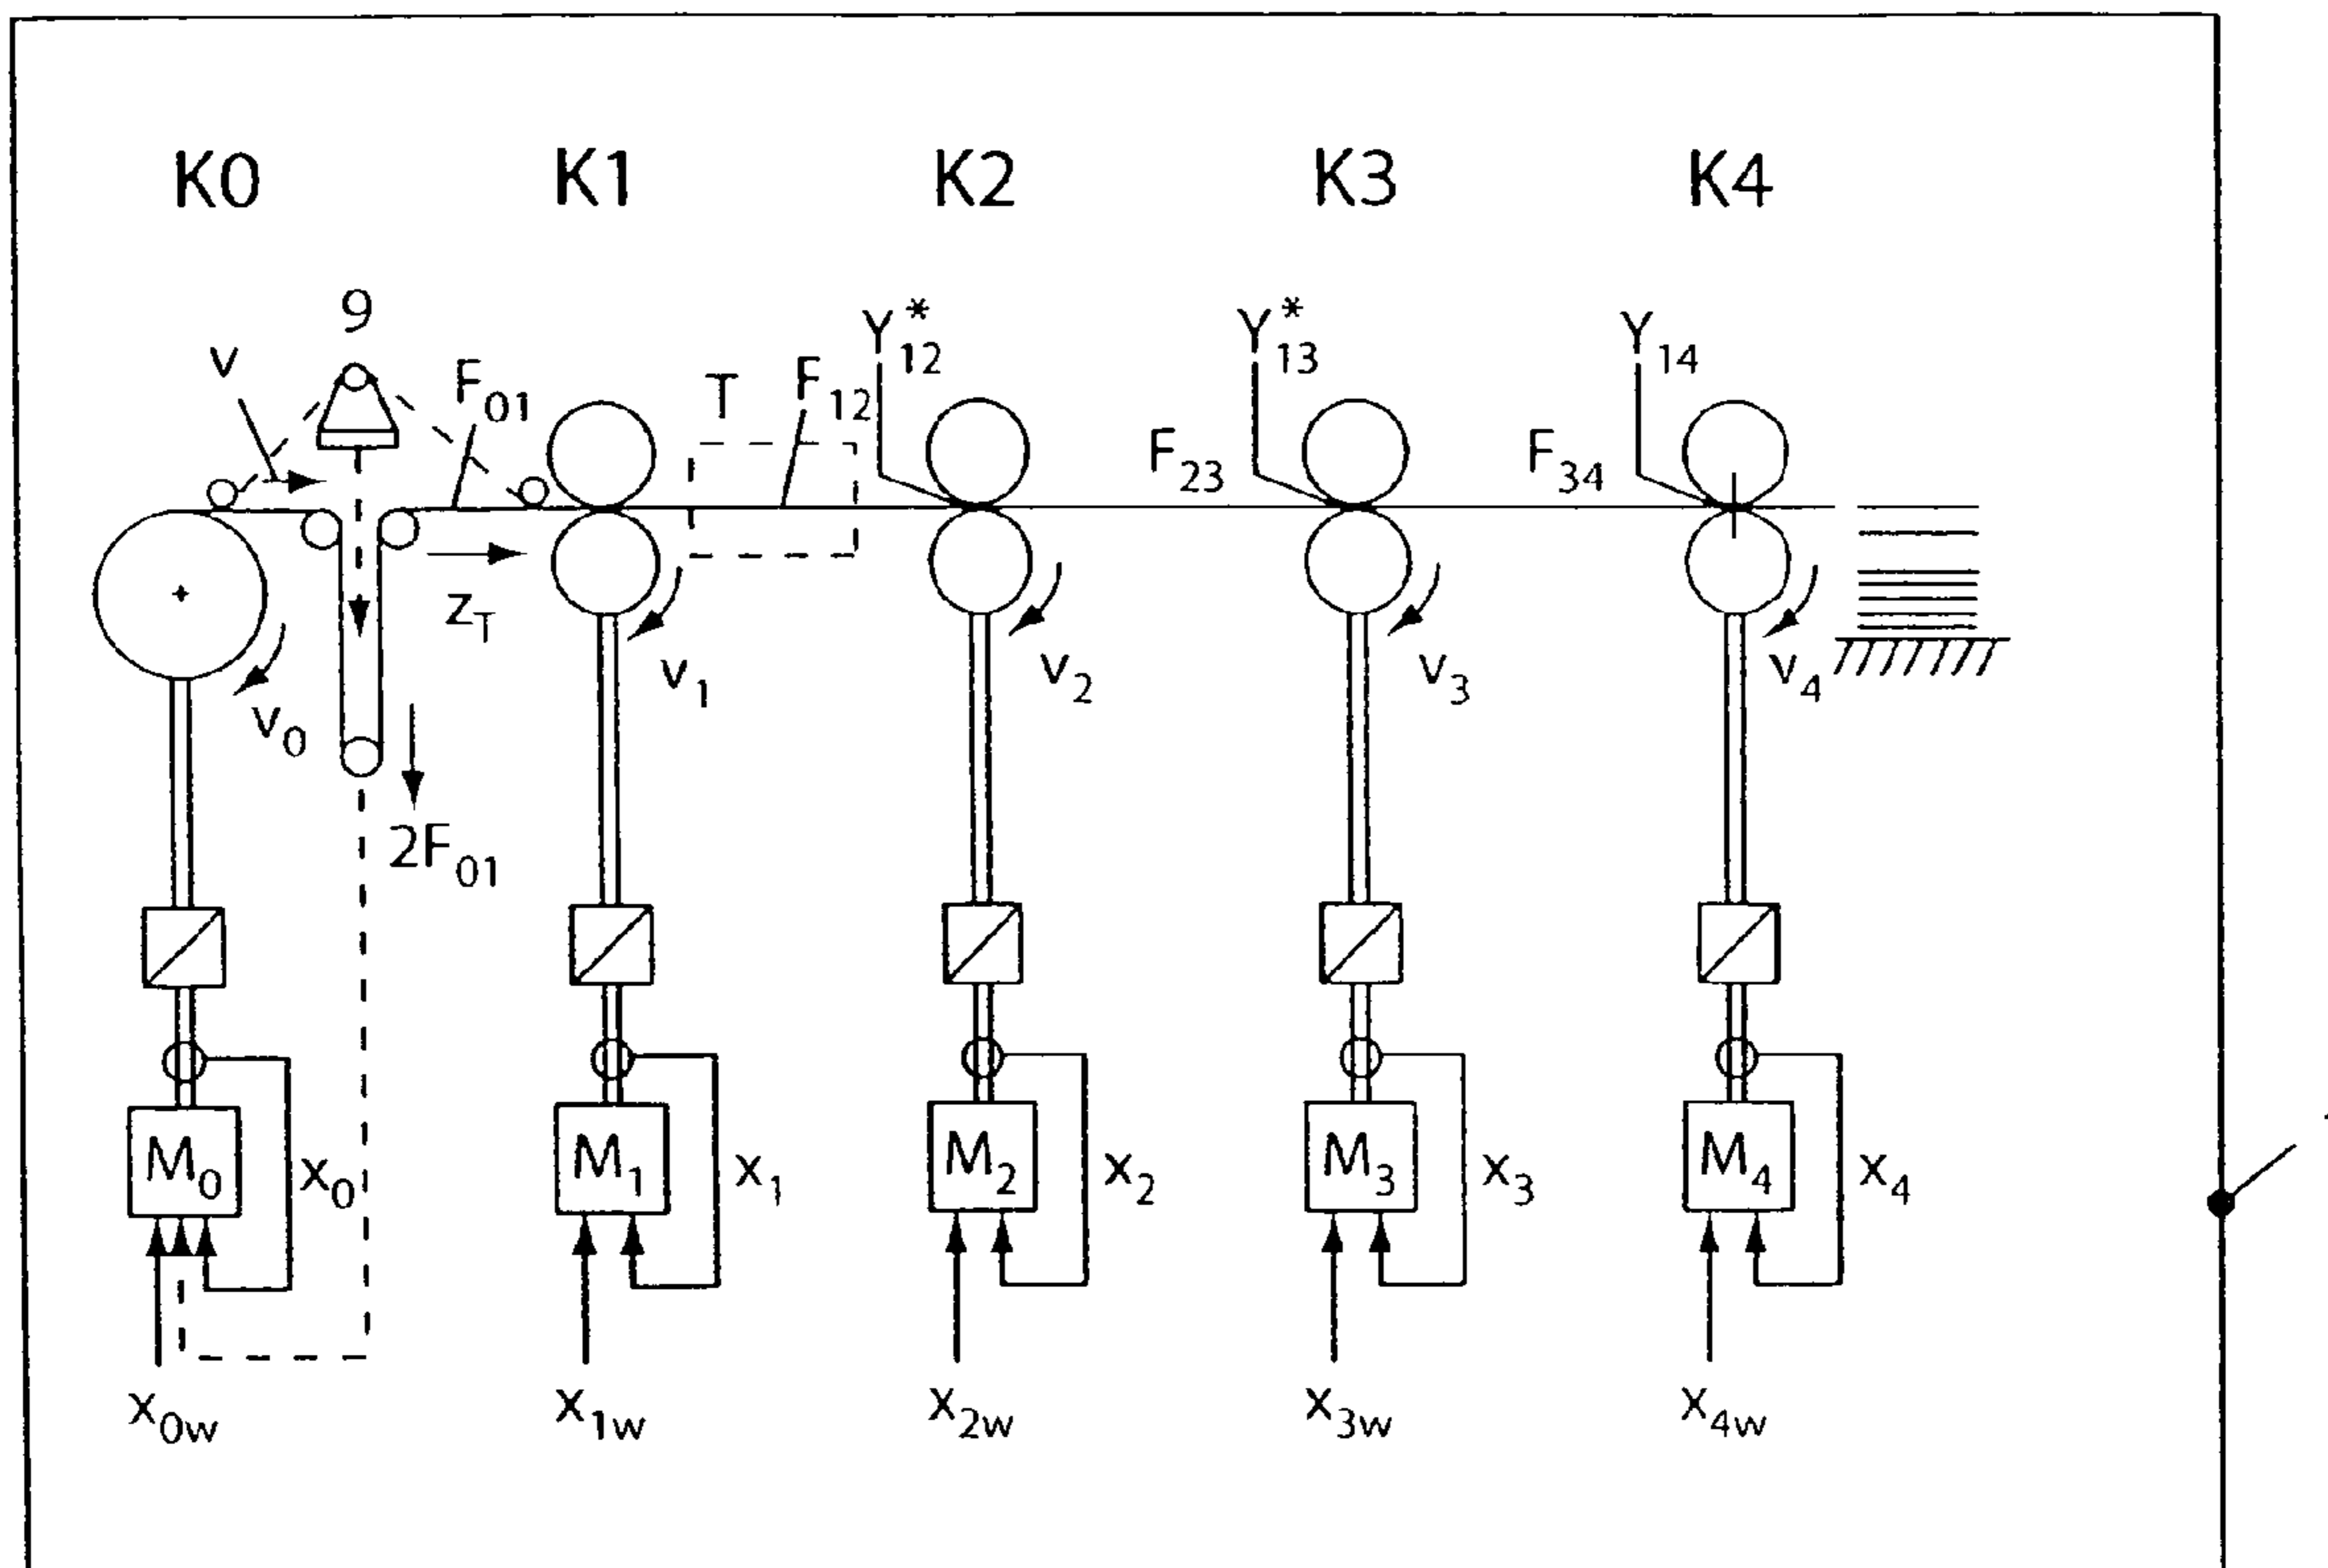 K0 K1 K2 K3 K4
9
v F₀₁ T F₁₂ Y*₁₂ F₂₃ Y*₁₃ F₃₄ Y₁₄
z_T
v₀ v₁ v₂ v₃ v₄
2F₀₁
M₀ x₀ M₁ x₁ M₂ x₂ M₃ x₃ M₄ x₄
x₀w x₁w x₂w x₃w x₄w